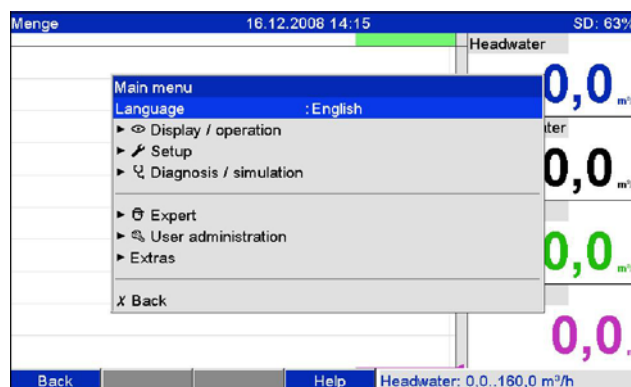 Menge 16.12.2008 14:15 SD: 63%
Headwater
0,0 m³
Main menu
Language :English
Display / operation
Setup
Diagnosis / simulation
Expert
User administration
Extras
X Back
0,0
0,0
0,0
Back Help Headwater: 0,0..160,0 m³/h